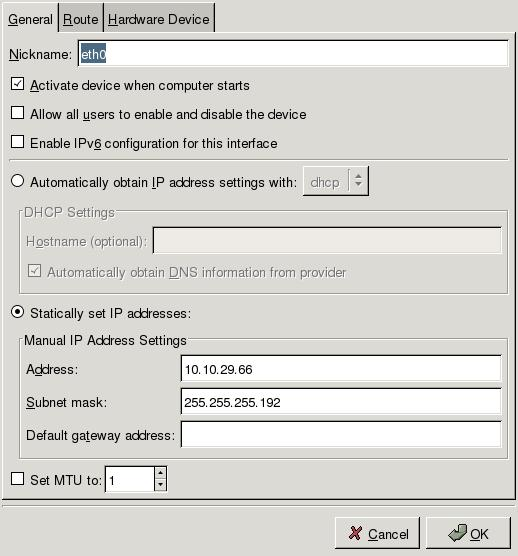 General Route Hardware Device
Nickname: eth0
Activate device when computer starts
Allow all users to enable and disable the device
Enable IPv6 configuration for this interface
Automatically obtain IP address settings with: dhcp
DHCP Settings
Hostname (optional):
Automatically obtain DNS information from provider
Statically set IP addresses:
Manual IP Address Settings
Address: 10.10.29.66
Subnet mask: 255.255.255.192
Default gateway address:
Set MTU to: 1
Cancel OK